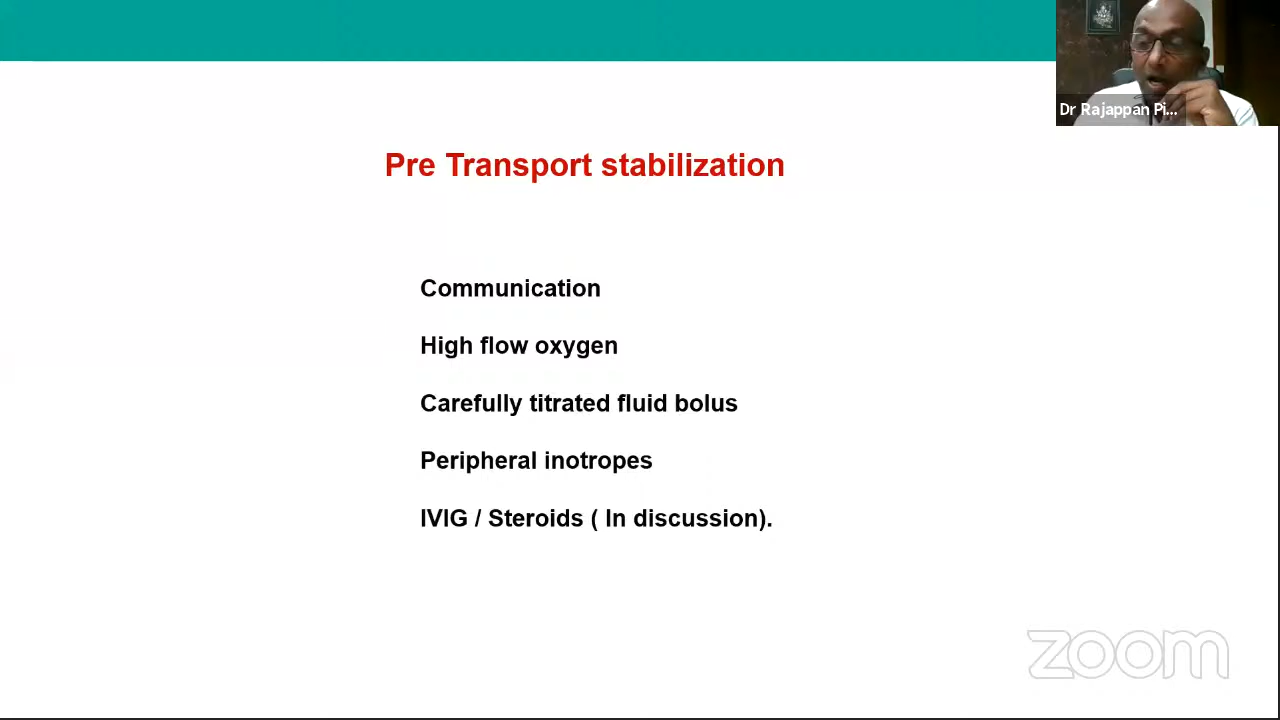 Dr Rajappan Pi...
Pre Transport stabilization
Communication
High flow oxygen
Carefully titrated fluid bolus
Peripheral inotropes
IVIG / Steroids ( In discussion).
zoom